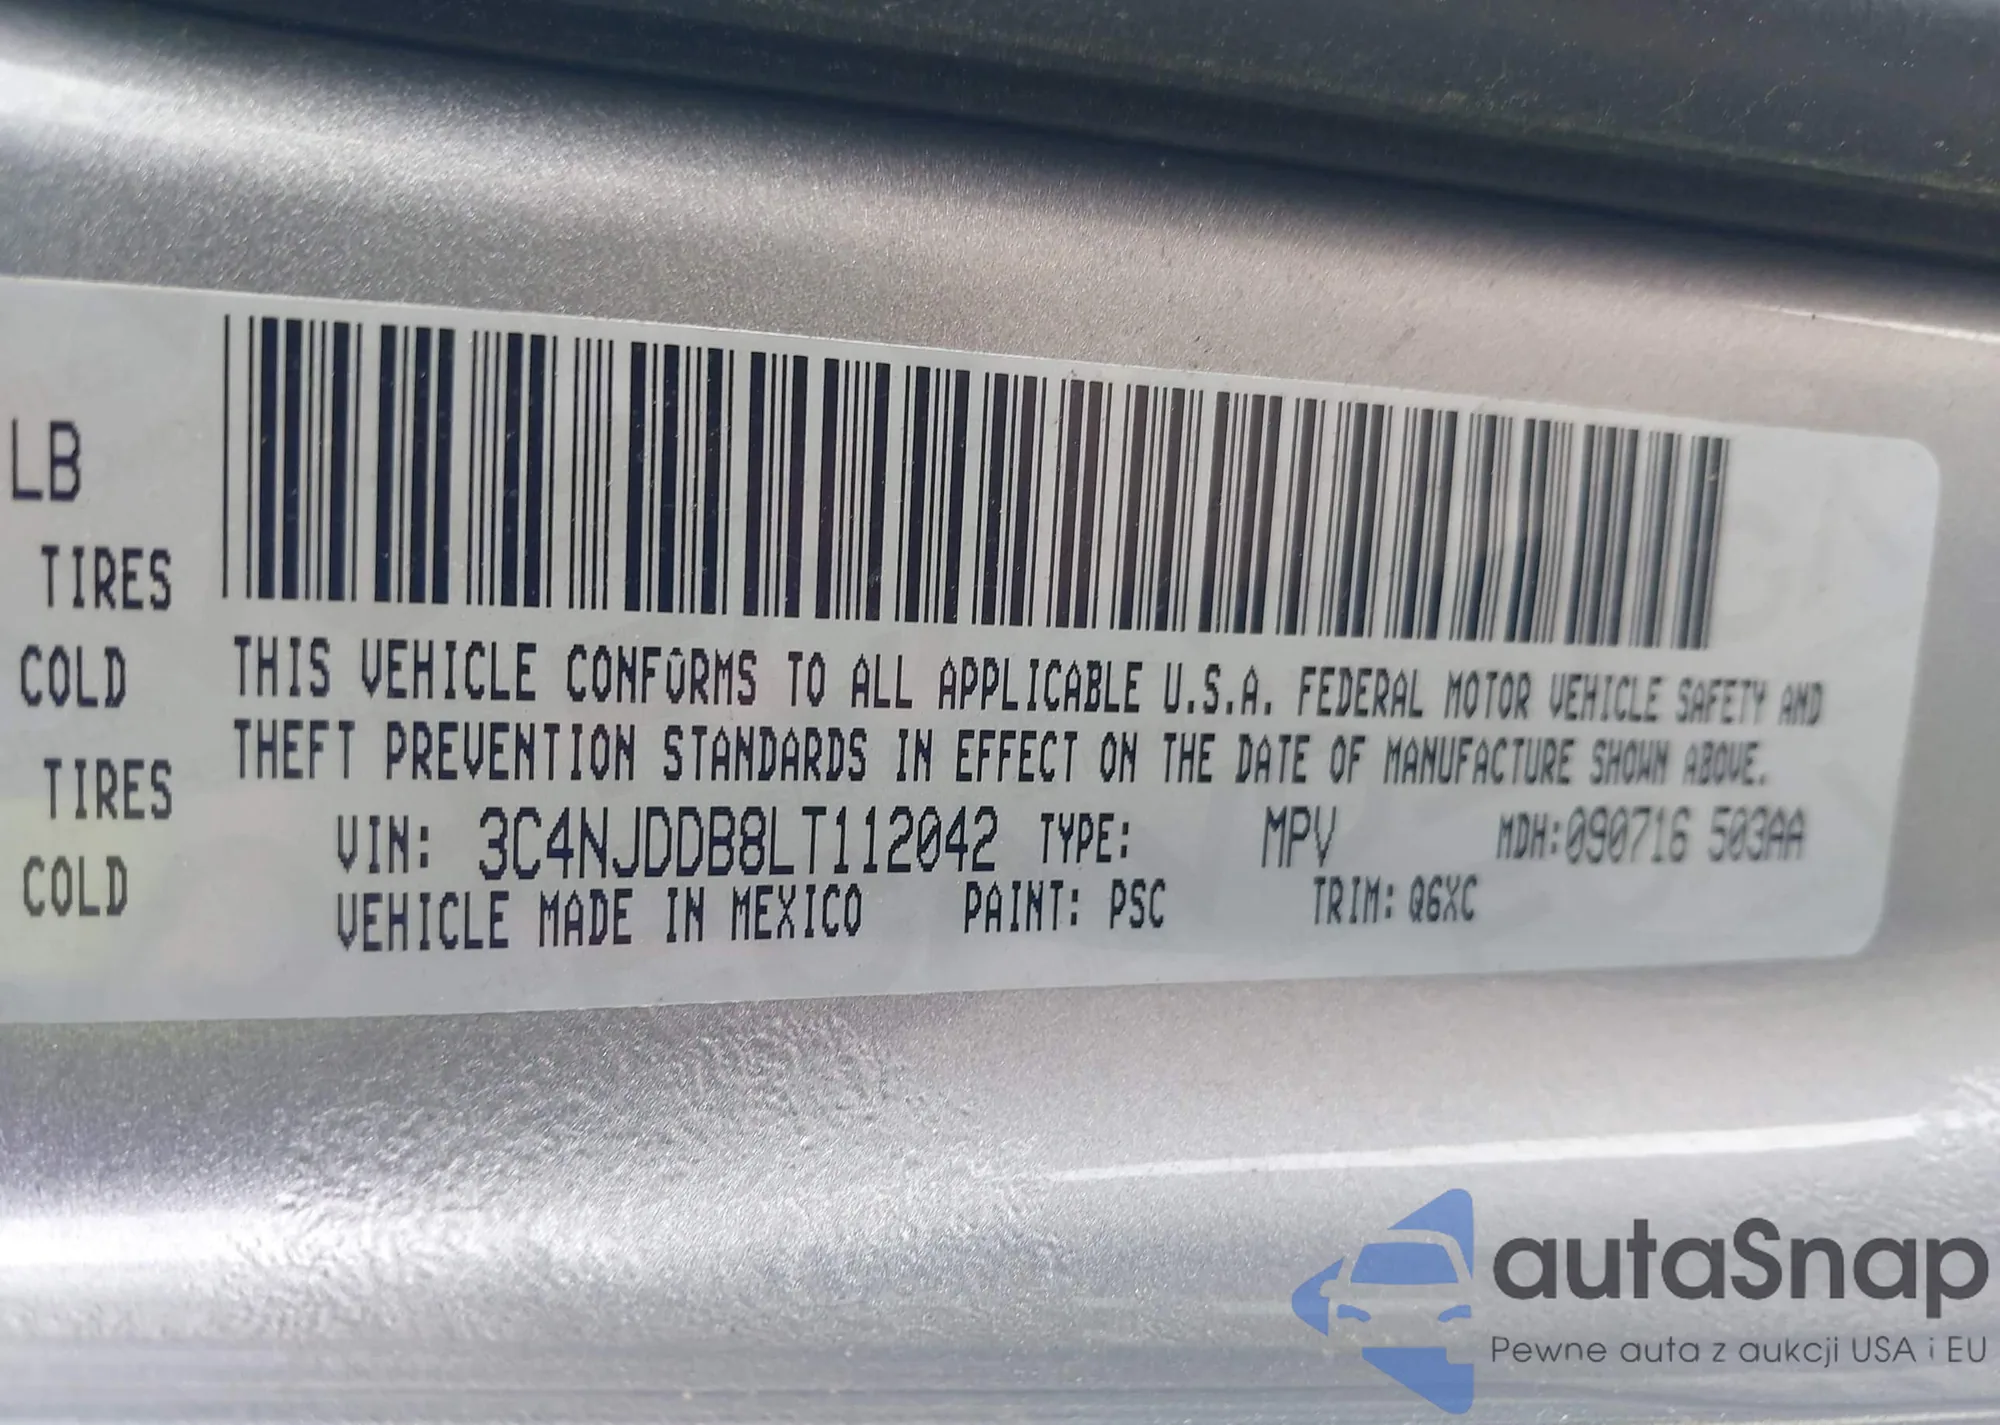 LB
TIRES
COLD
TIRES
COLD
THIS VEHICLE CONFORMS TO ALL APPLICABLE U.S.A. FEDERAL MOTOR VEHICLE SAFETY AND
THEFT PREVENTION STANDARDS IN EFFECT ON THE DATE OF MANUFACTURE SHOWN ABOVE.
VIN: 3C4NJDDB8LT112042 TYPE: MPV MDH:090716 503AA
VEHICLE MADE IN MEXICO PAINT: PSC TRIM: Q6XC
autaSnap
Pewne auta z aukcji USA i EU